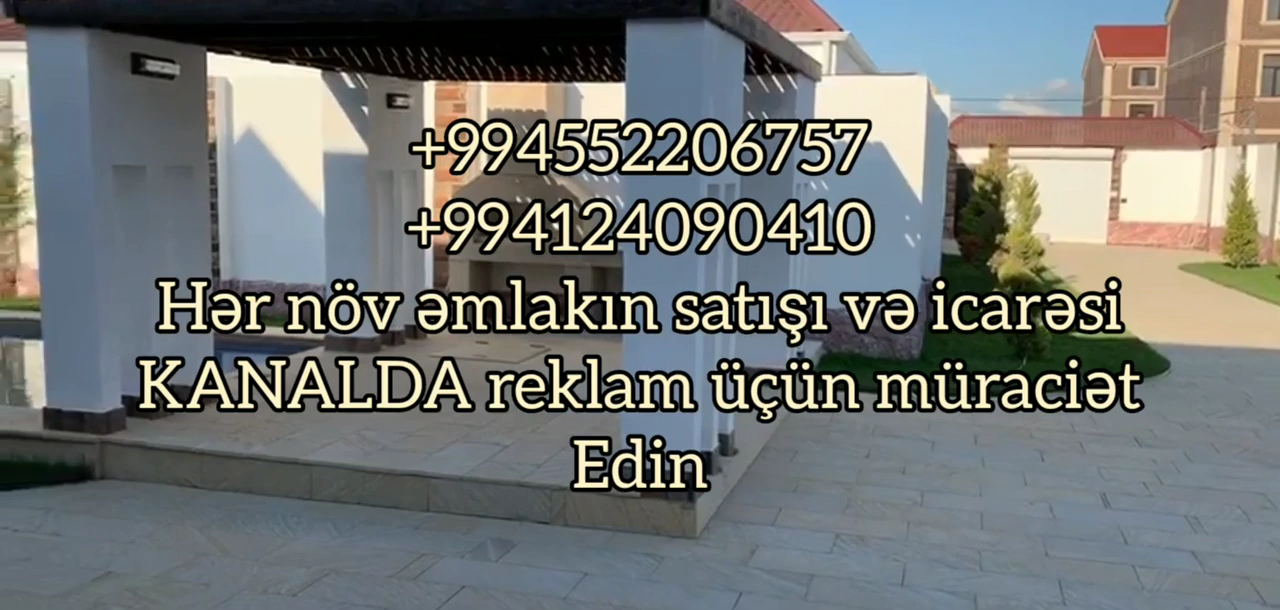 +994552206757
+994124090410
Hər növ əmlakın satışı və icarəsi
KANALDA reklam üçün müraciət
Edin